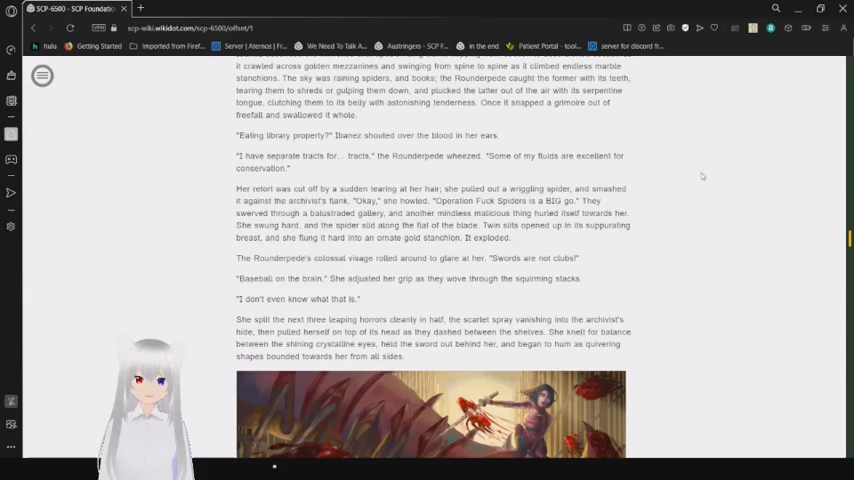 SCP-6500 - SCP Foundatio
scp-wiki.wikidot.com/scp-6500/offset/1
VPN
hulu
Getting Started
Imported from Firef...
Server | Aternos | Fr...
We Need To Talk A...
Austringers - SCP F...
in the end
Patient Portal - tool...
server for discord fr...
it crawled across golden mezzanines and swinging from spine to spine as it climbed endless marble
stanchions. The sky was raining spiders, and books; the Rounderpede caught the former with its teeth,
tearing them to shreds or gulping them down, and plucked the latter out of the air with its serpentine
tongue, clutching them to its belly with astonishing tenderness. Once it snapped a grimoire out of
freefall and swallowed it whole.
"Eating library property?" Ibanez shouted over the blood in her ears.
"I have separate tracts for... tracts," the Rounderpede wheezed. "Some of my fluids are excellent for
conservation."
Her retort was cut off by a sudden tearing at her hair; she pulled out a wriggling spider, and smashed
it against the archivist's flank. "Okay," she howled. "Operation Fuck Spiders is a BIG go." They
swerved through a balustraded gallery, and another mindless malicious thing hurled itself towards her.
She swung hard, and the spider slid along the flat of the blade. Twin slits opened up in its suppurating
breast, and she flung it hard into an ornate gold stanchion. It exploded.
The Rounderpede's colossal visage rolled around to glare at her. "Swords are not clubs!"
"Baseball on the brain." She adjusted her grip as they wove through the squirming stacks.
"I don't even know what that is."
She split the next three leaping horrors cleanly in half, the scarlet spray vanishing into the archivist's
hide, then pulled herself on top of its head as they dashed between the shelves. She knelt for balance
between the shining crystalline eyes, held the sword out behind her, and began to hum as quivering
shapes bounded towards her from all sides.